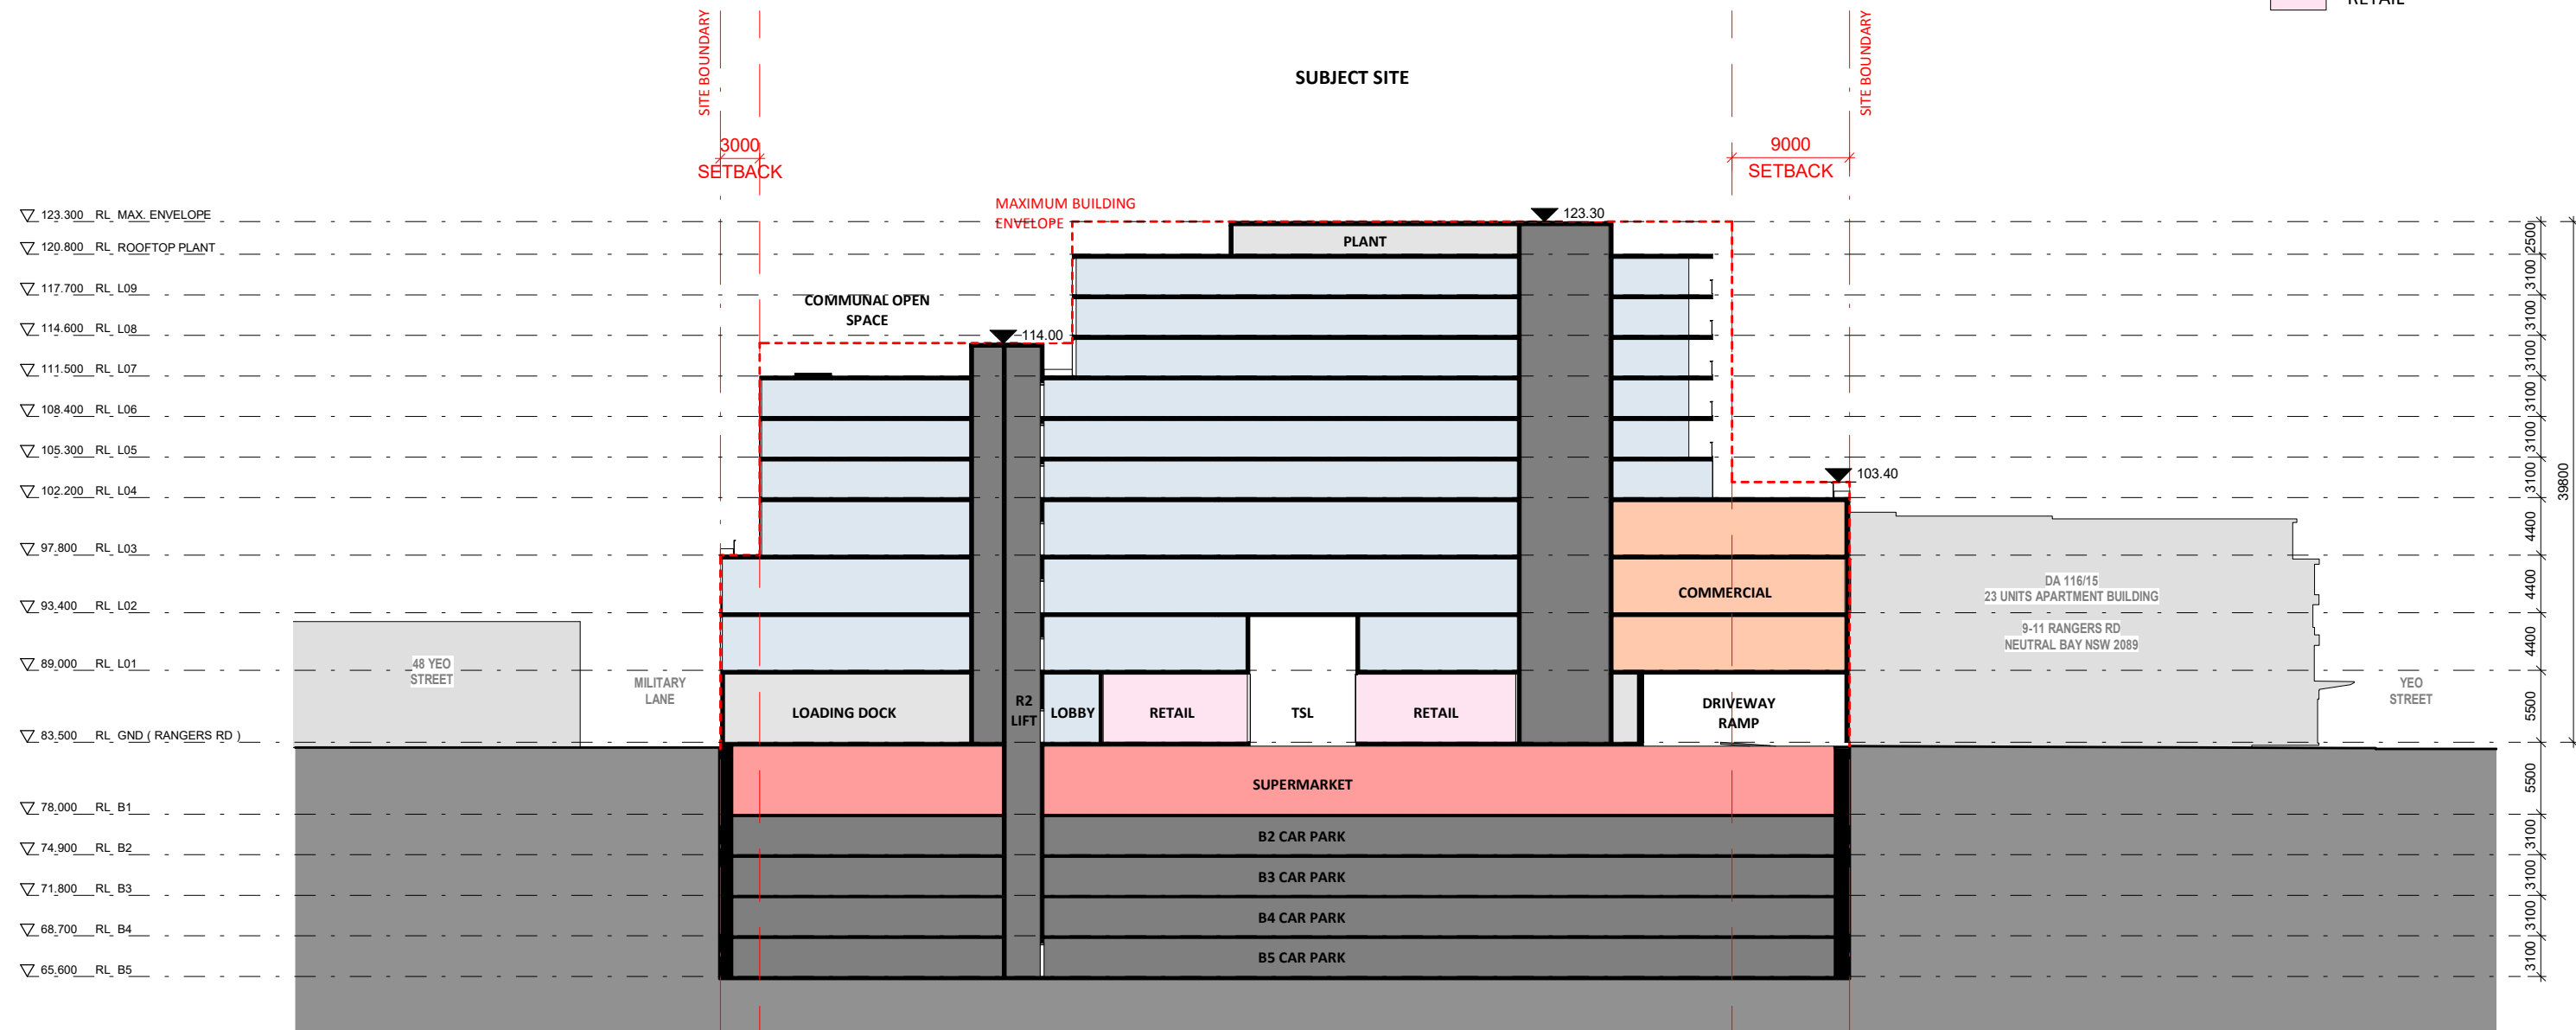 RETAIL
SITE BOUNDARY
SITE BOUNDARY
SUBJECT SITE
3000
SETBACK
9000
SETBACK
MAXIMUM BUILDING
ENVELOPE
123.300 RL MAX. ENVELOPE
120.800 RL ROOFTOP PLANT
117.700 RL L09
114.600 RL L08
111.500 RL L07
108.400 RL L06
105.300 RL L05
102.200 RL L04
97.800 RL L03
93.400 RL L02
89.000 RL L01
83.500 RL GND ( RANGERS RD )
78.000 RL B1
74.900 RL B2
71.800 RL B3
68.700 RL B4
65.600 RL B5
123.30
PLANT
COMMUNAL OPEN
SPACE
114.00
103.40
COMMERCIAL
48 YEO
STREET
MILITARY
LANE
LOADING DOCK
R2
LIFT
LOBBY
RETAIL
TSL
RETAIL
DRIVEWAY
RAMP
DA 116/15
23 UNITS APARTMENT BUILDING
9-11 RANGERS RD
NEUTRAL BAY NSW 2089
YEO
STREET
SUPERMARKET
B2 CAR PARK
B3 CAR PARK
B4 CAR PARK
B5 CAR PARK
2500
3100
3100
3100
3100
3100
3100
4400
4400
4400
5500
5500
3100
3100
3100
3100
39800